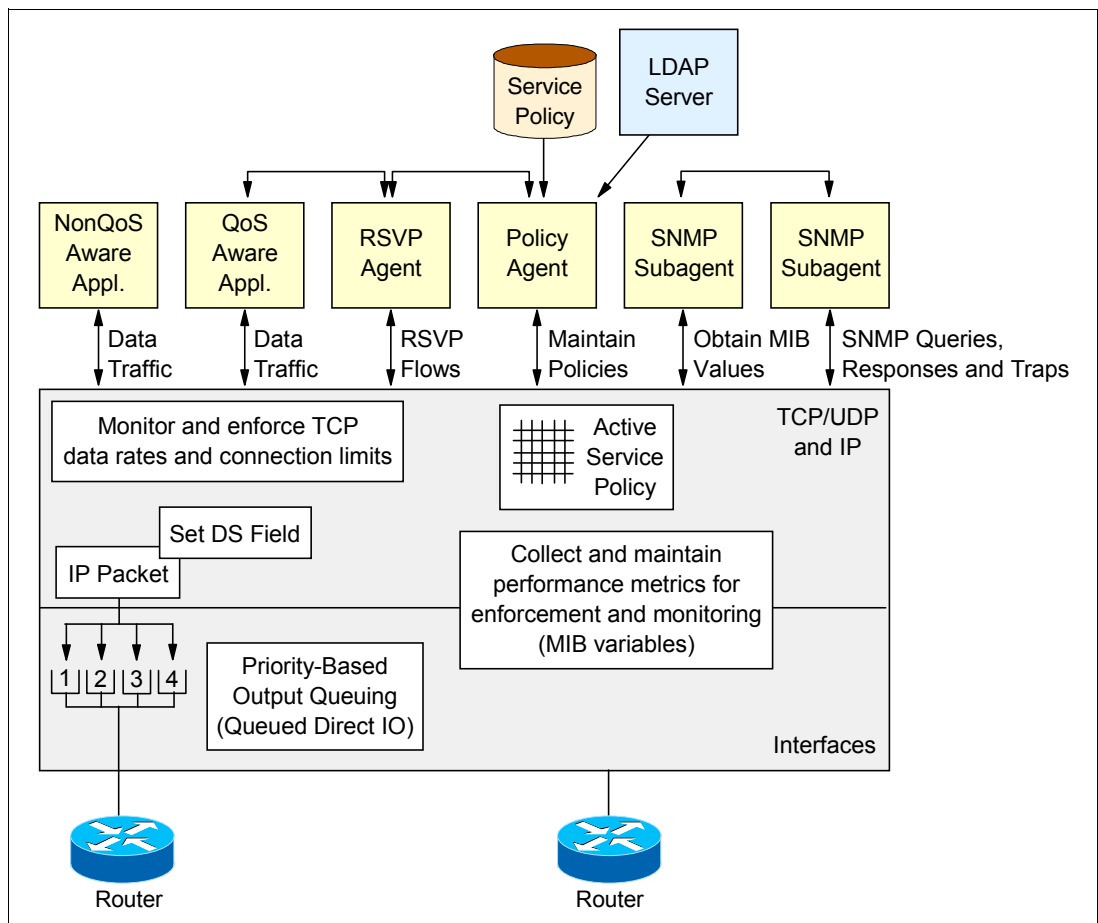 Service
Policy
LDAP
Server
NonQoS
Aware
Appl.
QoS
Aware
Appl.
RSVP
Agent
Policy
Agent
SNMP
Subagent
SNMP
Subagent
Data
Traffic
Data
Traffic
RSVP
Flows
Maintain
Policies
Obtain MIB
Values
SNMP Queries,
Responses and Traps
Monitor and enforce TCP
data rates and connection limits
Active
Service
Policy
TCP/UDP
and IP
Set DS Field
IP Packet
Collect and maintain
performance metrics for
enforcement and monitoring
(MIB variables)
1 2 3 4
Priority-Based
Output Queuing
(Queued Direct IO)
Interfaces
Router
Router